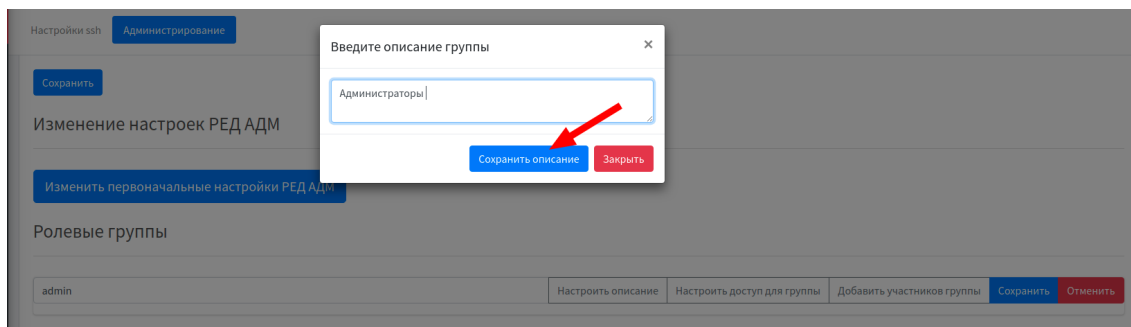 Настройки ssh Администрирование
Введите описание группы ×
Сохранить
Администраторы
Изменение настроек РЕД АДМ
Сохранить описание Закрыть
Изменить первоначальные настройки РЕД АДМ
Ролевые группы
admin Настроить описание Настроить доступ для группы Добавить участников группы Сохранить Отменить